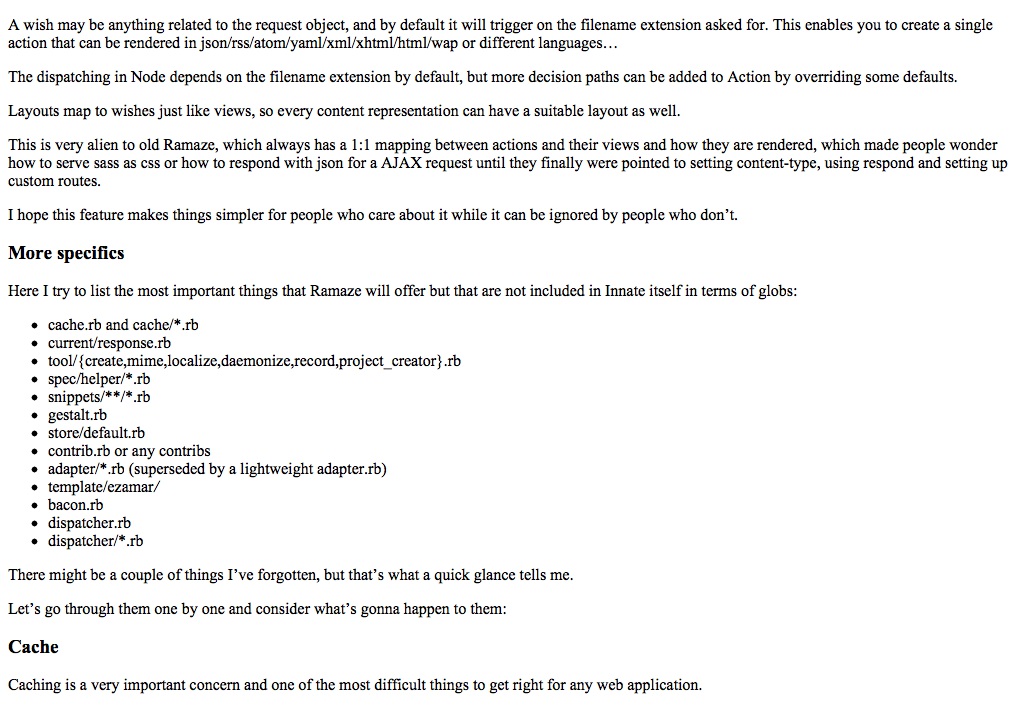 A wish may be anything related to the request object, and by default it will trigger on the filename extension asked for. This enables you to create a single
action that can be rendered in json/rss/atom/yaml/xml/xhtml/html/wap or different languages…
The dispatching in Node depends on the filename extension by default, but more decision paths can be added to Action by overriding some defaults.
Layouts map to wishes just like views, so every content representation can have a suitable layout as well.
This is very alien to old Ramaze, which always has a 1:1 mapping between actions and their views and how they are rendered, which made people wonder
how to serve sass as css or how to respond with json for a AJAX request until they finally were pointed to setting content-type, using respond and setting up
custom routes.
I hope this feature makes things simpler for people who care about it while it can be ignored by people who don’t.
More specifics
Here I try to list the most important things that Ramaze will offer but that are not included in Innate itself in terms of globs:
• cache.rb and cache/*.rb
• current/response.rb
• tool/{create,mime,localize,daemonize,record,project_creator}.rb
• spec/helper/*.rb
• snippets/**/*.rb
• gestalt.rb
• store/default.rb
• contrib.rb or any contribs
• adapter/*.rb (superseded by a lightweight adapter.rb)
• template/ezamar/
• bacon.rb
• dispatcher.rb
• dispatcher/*.rb
There might be a couple of things I’ve forgotten, but that’s what a quick glance tells me.
Let’s go through them one by one and consider what’s gonna happen to them:
Cache
Caching is a very important concern and one of the most difficult things to get right for any web application.